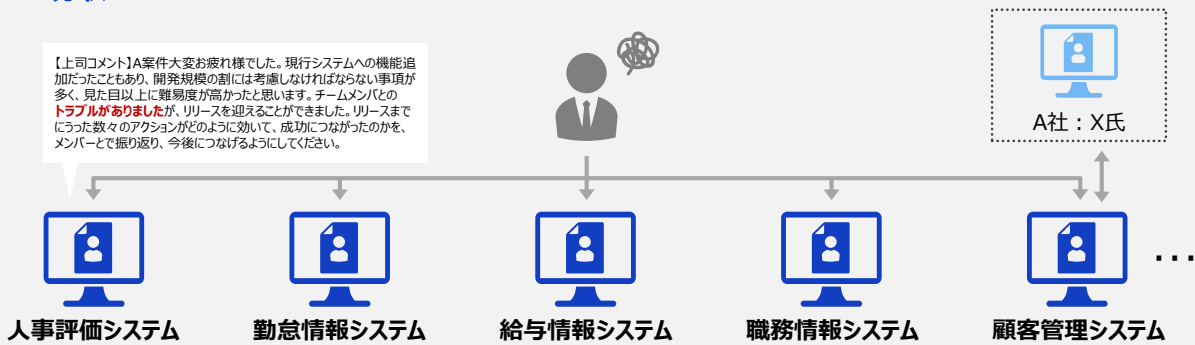 【上司コメント】A案件大変お疲れ様でした。現行システムへの機能追
加だったこともあり、開発規模の割には考慮しなければならない事項が
多く、見た目以上に難易度が高かったと思います。チームメンバとの
トラブルがありましたが、リリースを迎えることができました。リリースまで
にうった数々のアクションがどのように効いて、成功につながったのかを、
メンバーとで振り返り、今後につなげるようにしてください。
A社：X氏
人事評価システム
勤怠情報システム
給与情報システム
職務情報システム
顧客管理システム
…